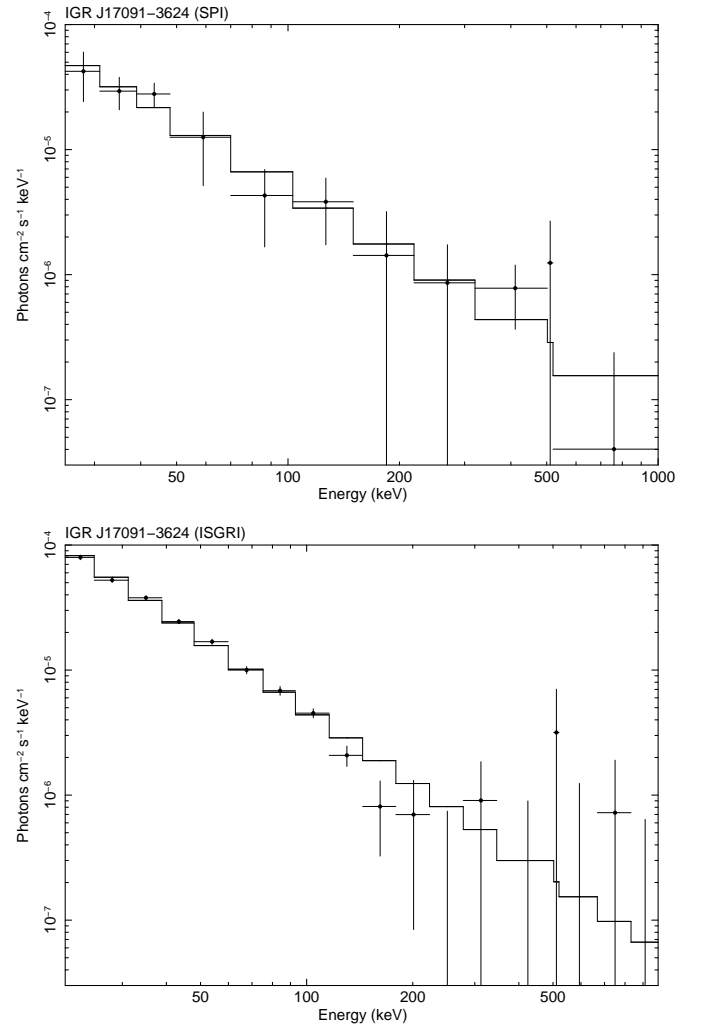 IGR J17091−3624 (SPI)
10⁻⁴
10⁻⁵
10⁻⁶
10⁻⁷
Photons cm⁻² s⁻¹ keV⁻¹
50 100 200 500 1000
Energy (keV)
IGR J17091−3624 (ISGRI)
10⁻⁴
10⁻⁵
10⁻⁶
10⁻⁷
Photons cm⁻² s⁻¹ keV⁻¹
50 100 200 500
Energy (keV)